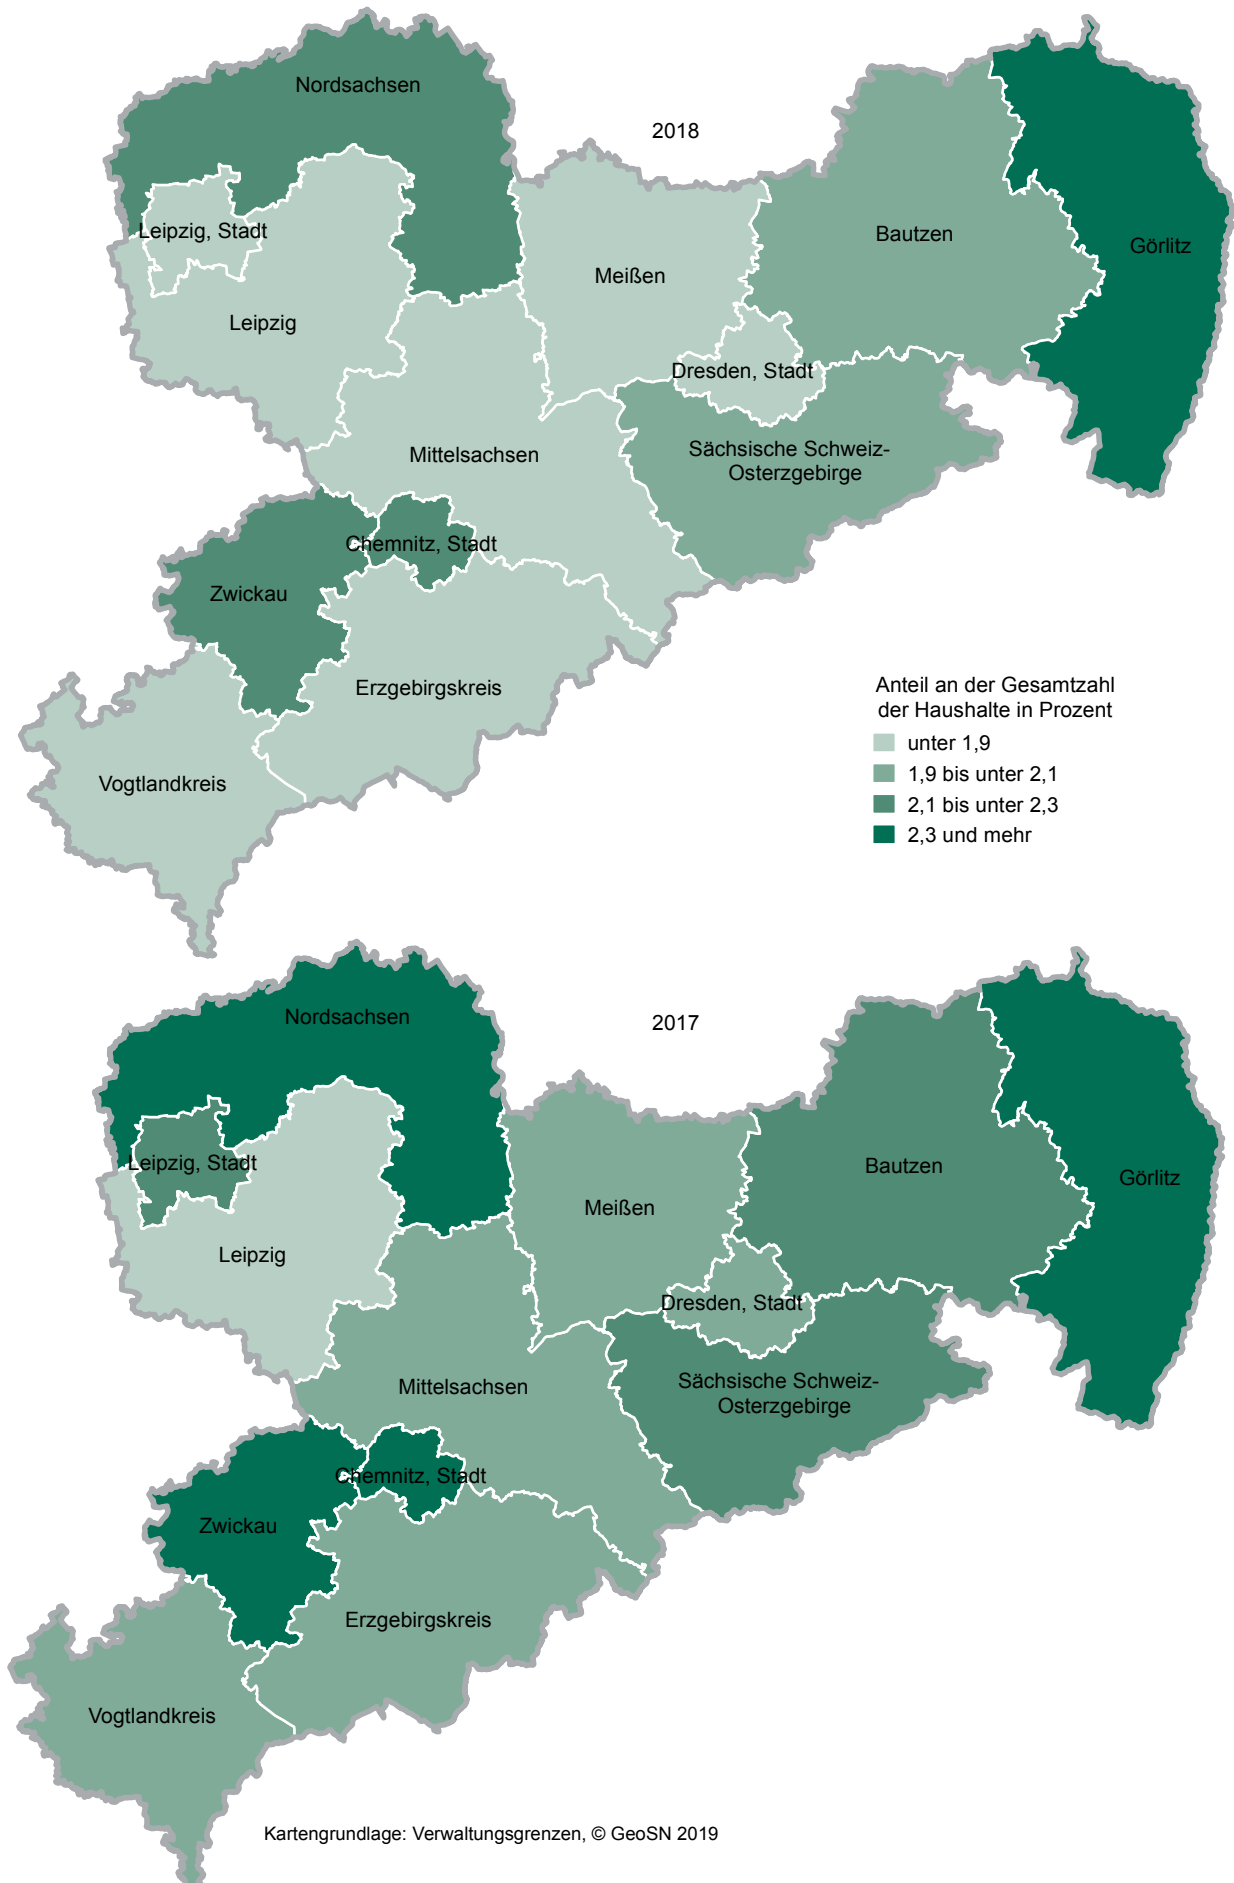 Nordsachsen
2018
Leipzig, Stadt
Bautzen
Görlitz
Meißen
Leipzig
Dresden, Stadt
Mittelsachsen
Sächsische Schweiz-
Osterzgebirge
Chemnitz, Stadt
Zwickau
Erzgebirgskreis
Vogtlandkreis
Anteil an der Gesamtzahl
der Haushalte in Prozent
unter 1,9
1,9 bis unter 2,1
2,1 bis unter 2,3
2,3 und mehr
Nordsachsen
2017
Leipzig, Stadt
Bautzen
Görlitz
Meißen
Leipzig
Dresden, Stadt
Mittelsachsen
Sächsische Schweiz-
Osterzgebirge
Chemnitz, Stadt
Zwickau
Erzgebirgskreis
Vogtlandkreis
Kartengrundlage: Verwaltungsgrenzen, © GeoSN 2019